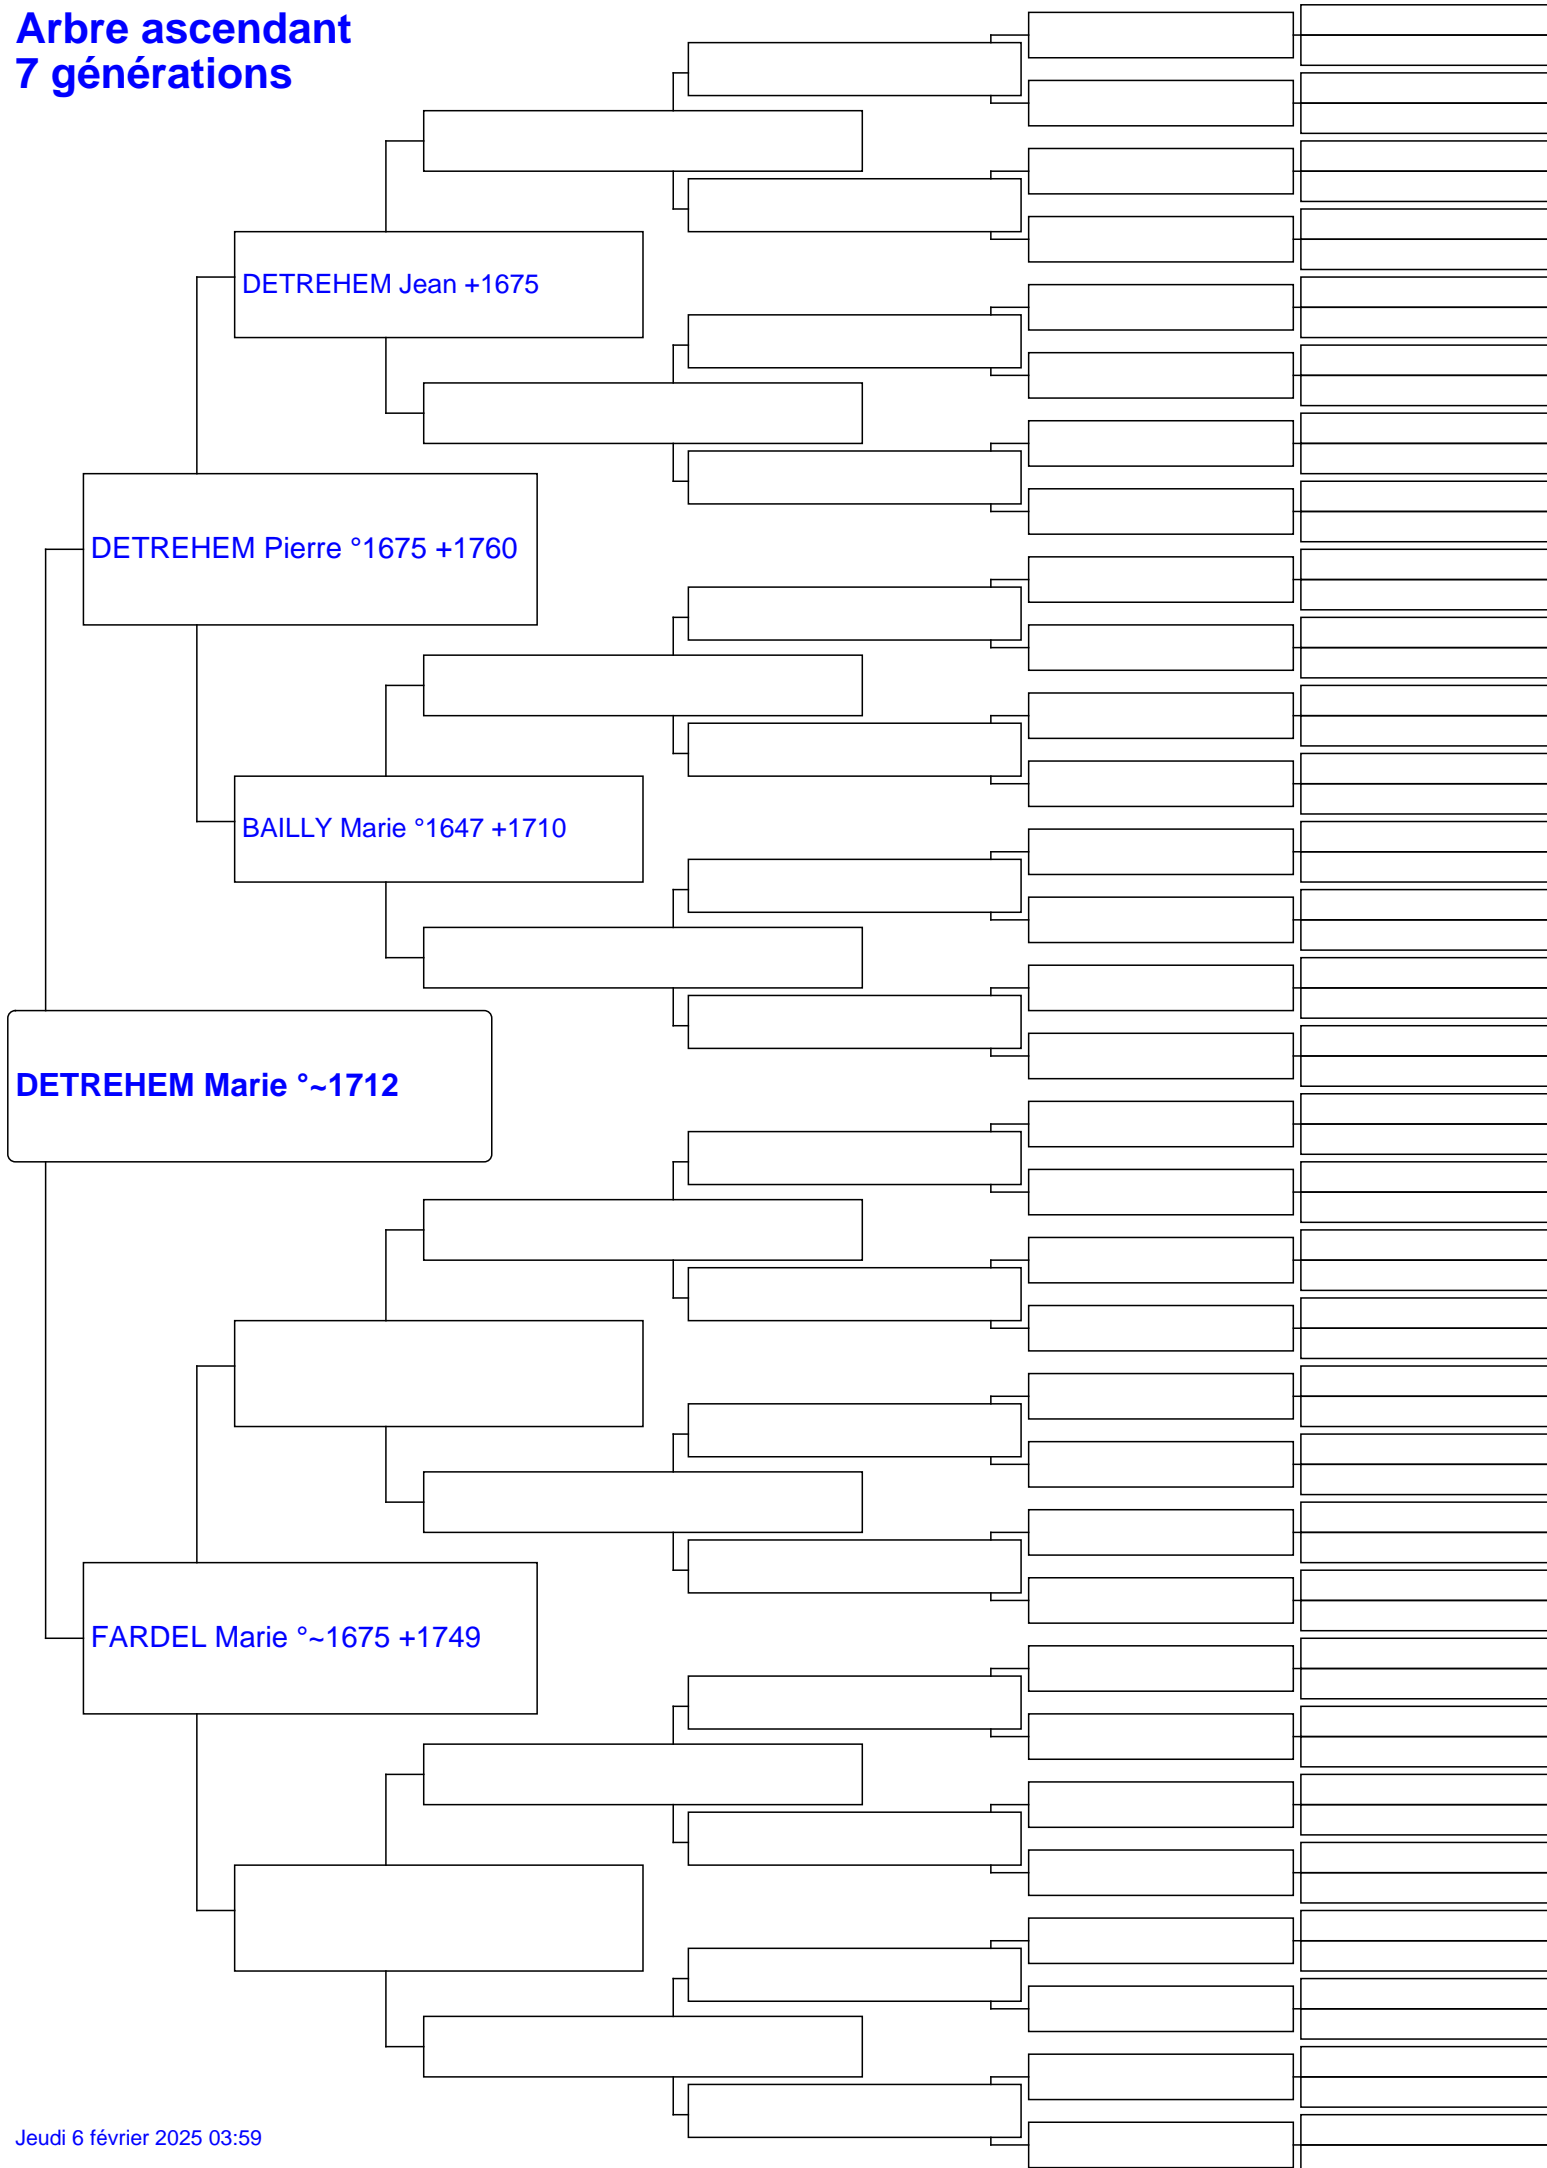 Arbre ascendant
7 générations
DETREHEM Jean +1675
DETREHEM Pierre °1675 +1760
BAILLY Marie °1647 +1710
DETREHEM Marie °~1712
FARDEL Marie °~1675 +1749
Jeudi 6 février 2025 03:59